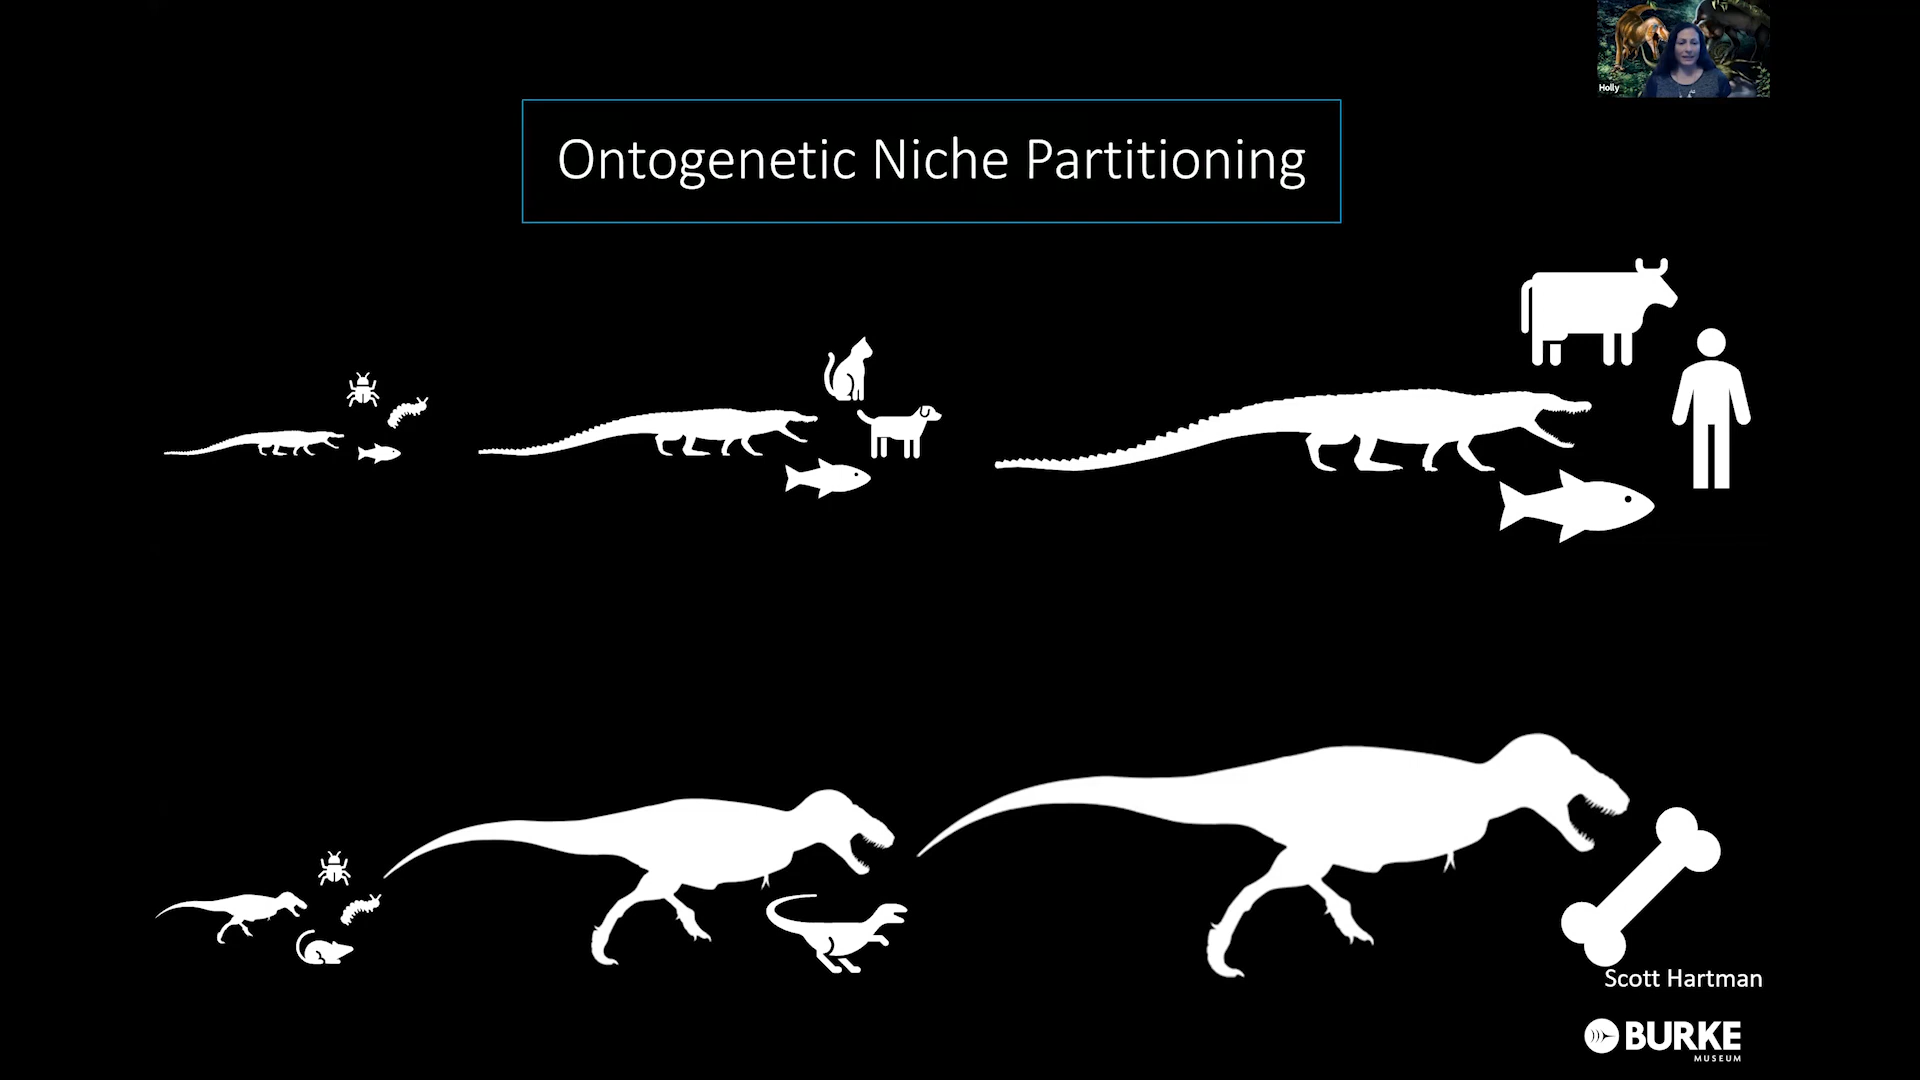 Holly
Ontogenetic Niche Partitioning
Scott Hartman
BURKE
MUSEUM